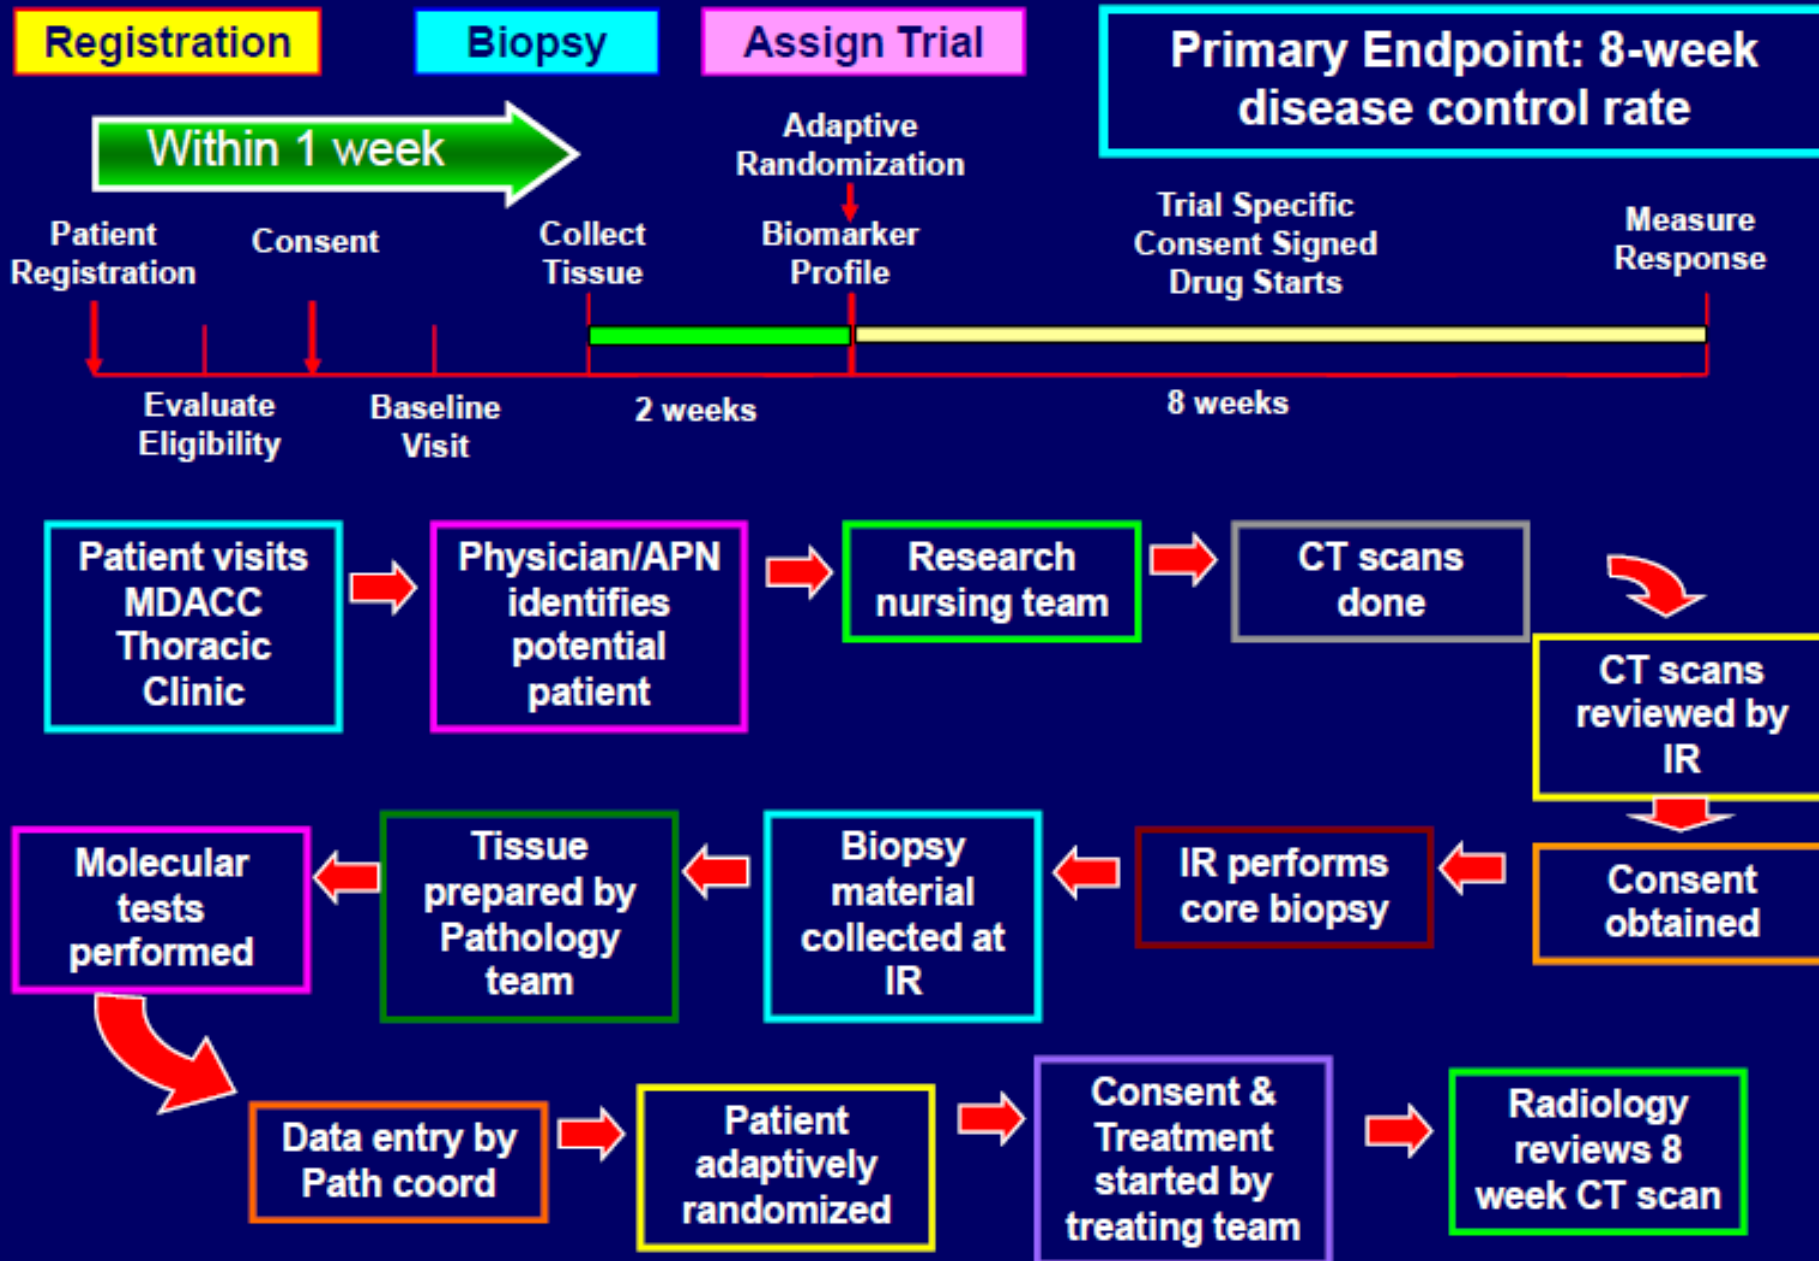 Registration
Biopsy
Assign Trial
Primary Endpoint: 8-week
disease control rate
Within 1 week
Adaptive
Randomization
Patient
Registration
Consent
Collect
Tissue
Biomarker
Profile
Trial Specific
Consent Signed
Drug Starts
Measure
Response
Evaluate
Eligibility
Baseline
Visit
2 weeks
8 weeks
Patient visits
MDACC
Thoracic
Clinic
Physician/APN
identifies
potential
patient
Research
nursing team
CT scans
done
CT scans
reviewed by
IR
Consent
obtained
IR performs
core biopsy
Biopsy
material
collected at
IR
Tissue
prepared by
Pathology
team
Molecular
tests
performed
Data entry by
Path coord
Patient
adaptively
randomized
Consent &
Treatment
started by
treating team
Radiology
reviews 8
week CT scan